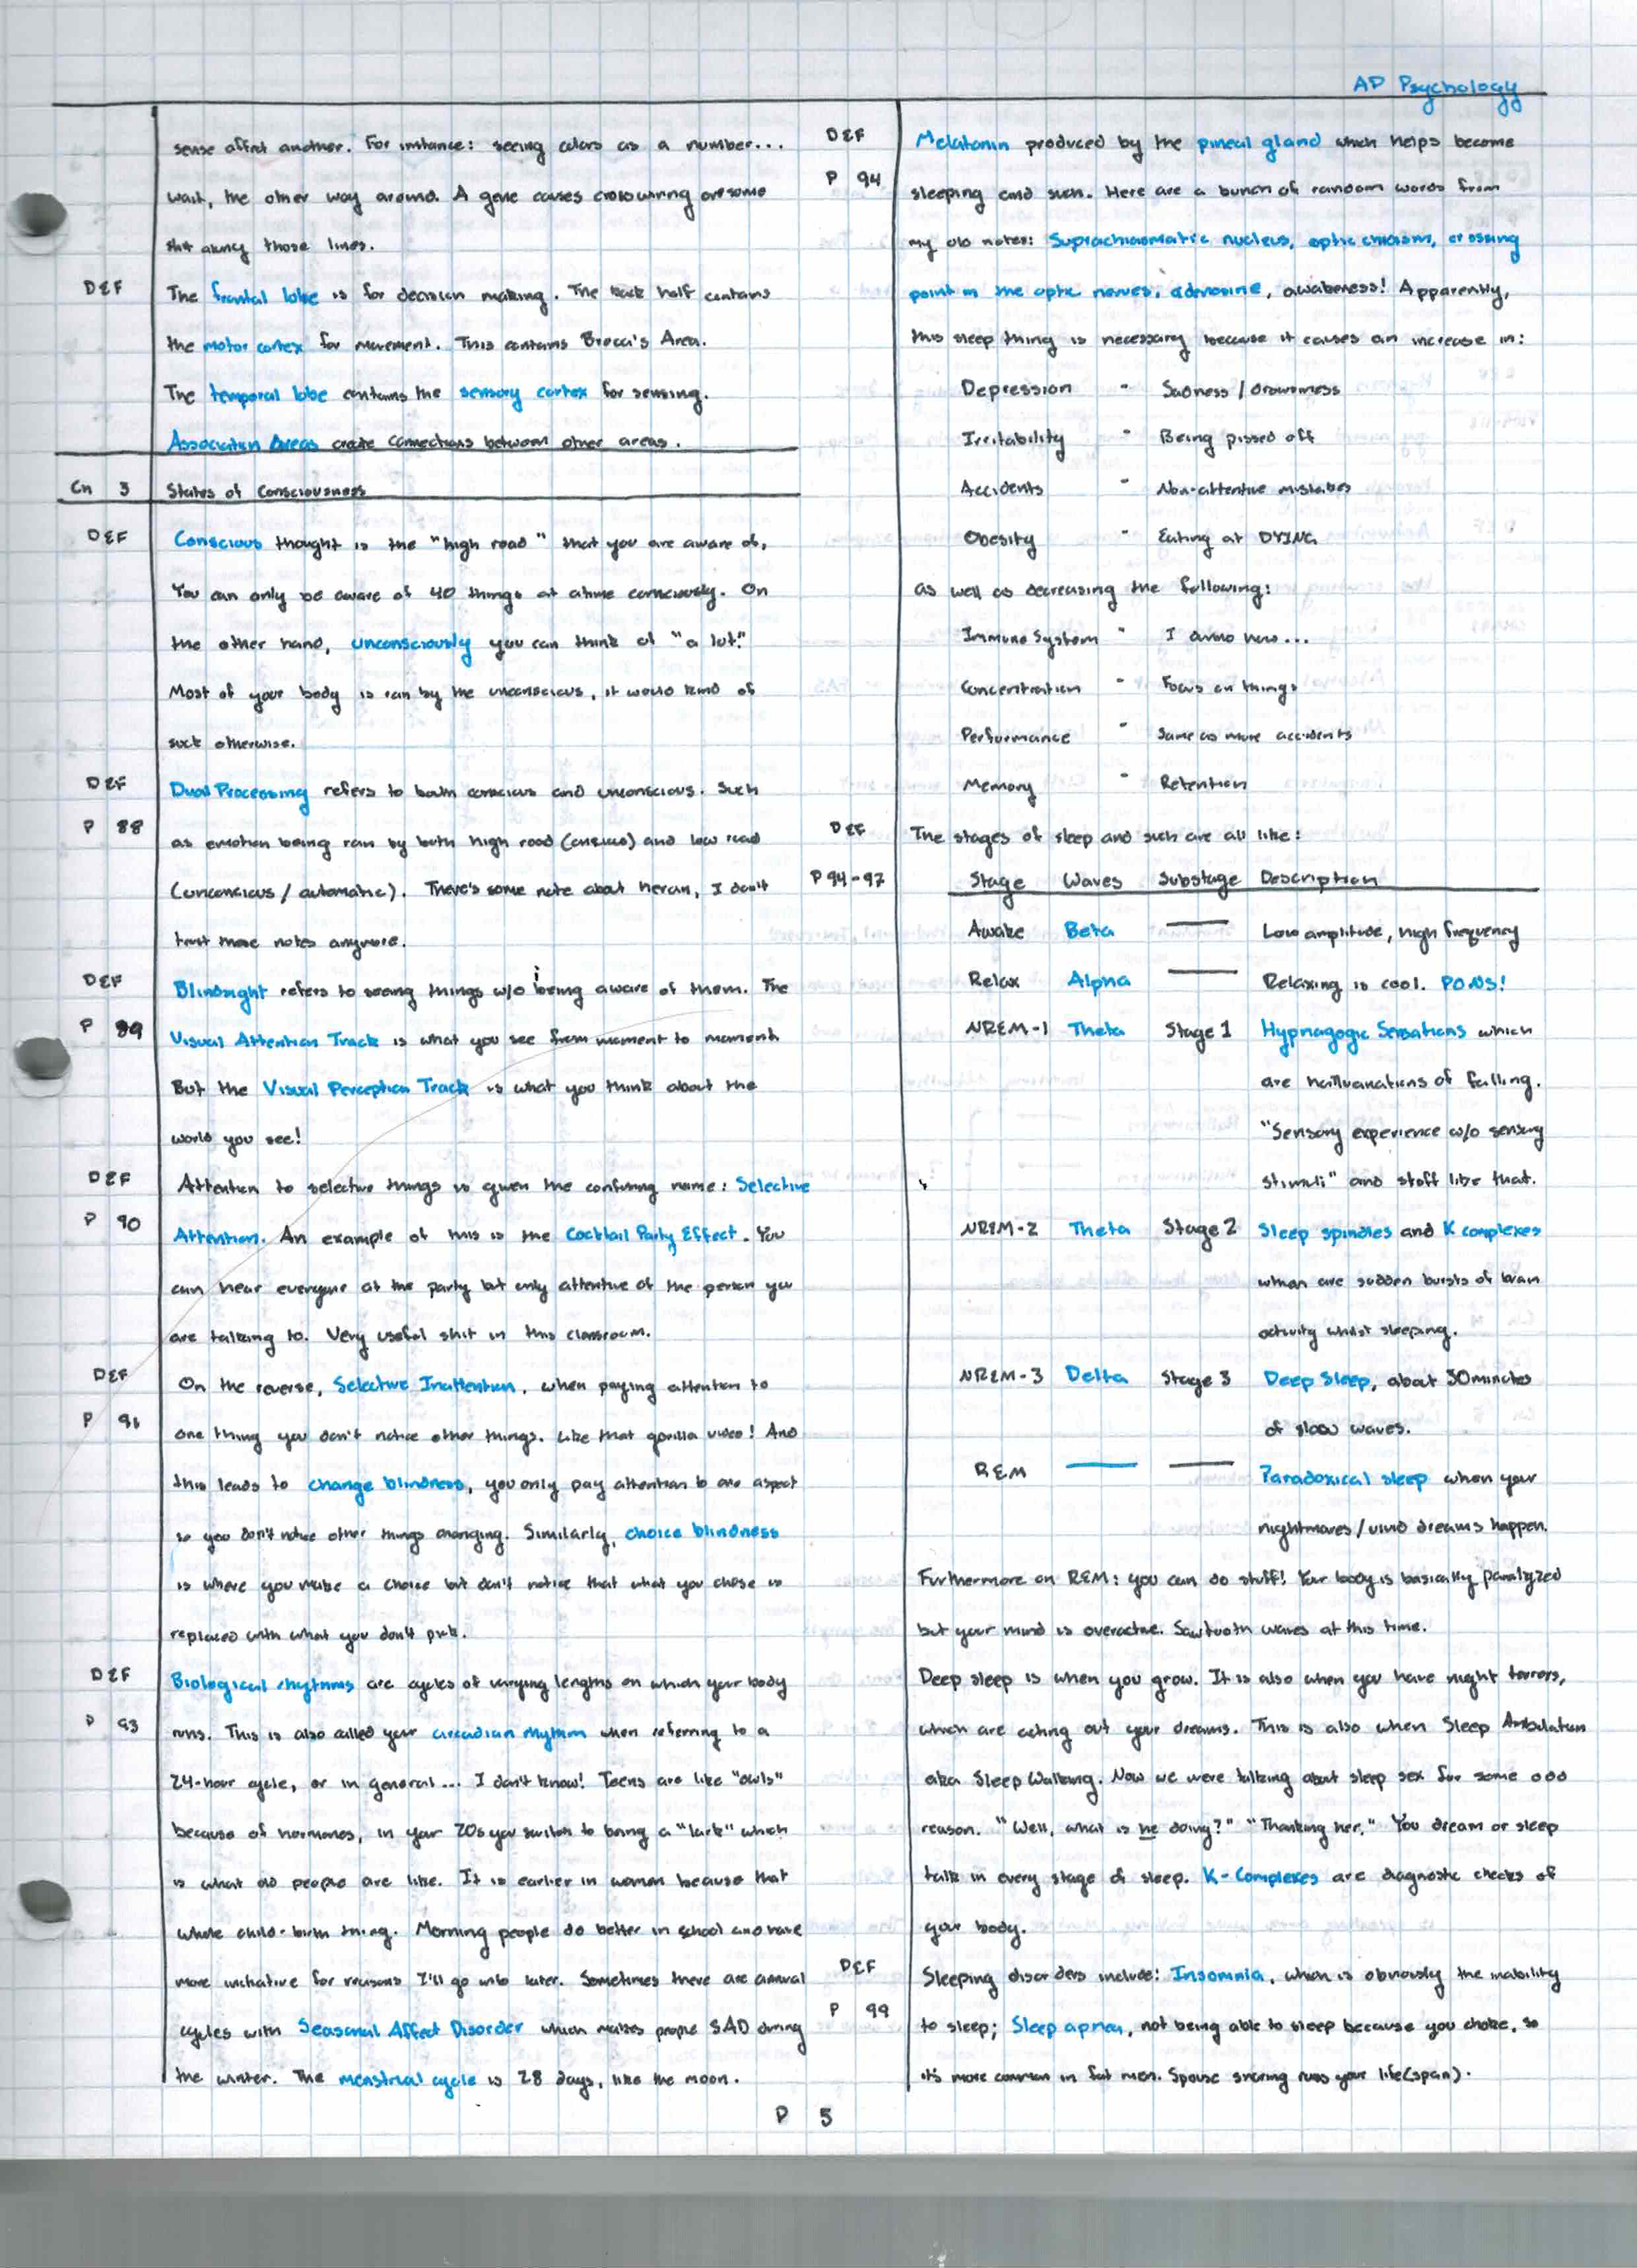 AP Psychology
sense affect another. For instance: seeing colors as a number...
wait, the other way around. A gene causes crosswiring or some
shit along those lines.
DEF The frontal lobe is for decision making. The back half contains
the motor cortex for movement. This contains Broca's Area.
The temporal lobe contains the sensory cortex for sensing.
Association Areas create connections between other areas.
Ch 3 States of Consciousness
DEF Conscious thought is the "high road" that you are aware of.
You can only be aware of 40 things at a time consciously. On
the other hand, unconsciously you can think of "a lot."
Most of your body is ran by the unconscious, it would kind of
suck otherwise.
DEF Dual Processing refers to both conscious and unconscious. Such
P 88 as emotion being ran by both high road (conscious) and low road
(unconcious / automatic). There's some note about heroin, I don't
trust those notes anymore.
DEF Blindsight refers to seeing things w/o being aware of them. The
P 89 Visual Attention Track is what you see from moment to moment.
But the Visual Perception Track is what you think about the
world you see!
DEF Attention to selective things is given the confusing name: Selective
P 90 Attention. An example of this is the Cocktail Party Effect. You
can hear everyone at the party but only attentive of the person you
are talking to. Very useful shit in this classroom.
DEF On the reverse, Selective Inattention, when paying attention to
P 91 one thing you don't notice other things. Like that gorilla video! And
this leads to change blindness, you only pay attention to one aspect
so you don't notice other things changing. Similarly, choice blindness
is where you make a choice but don't notice that what you chose is
replaced with what you don't pick.
DEF Biological rhythms are cycles of varying lengths on which your body
P 93 runs. This is also called your circadian rhythm when referring to a
24-hour cycle, or in general... I don't know! Teens are like "owls"
because of hormones, in your 20s you switch to being a "lark" which
is what old people are like. It is earlier in women because that
whole child-birth thing. Morning people do better in school and have
more initiative for reasons I'll go into later. Sometimes there are annual
cycles with Seasonal Affect Disorder which makes people SAD during
the winter. The menstrual cycle is 28 days, like the moon.
DEF Melatonin produced by the pineal gland which helps become
P 94 sleeping and such. Here are a bunch of random words from
my old notes: Suprachiasmatic nucleus, optic chiasm, crossing
point in the optic nerves, adenosine, awakeness! Apparently,
this sleep thing is necessary because it causes an increase in:
Depression " Sadness / drowsiness
Irritability " Being pissed off
Accidents " Non-attentive mistakes
Obesity " Eating at DYING
as well as decreasing the following:
Immune System " I dunno how...
Concentration " Focus on things
Performance " Same as more accidents
Memory " Retention
DEF The stages of sleep and such are all like:
P 94-97 Stage Waves Substage Description
Awake Beta — Low amplitude, high frequency
Relax Alpha — Relaxing is cool. PONS!
NREM-1 Theta Stage 1 Hypnagogic Sensations which
are hallucinations of falling.
"Sensory experience w/o sensory
stimuli" and stuff like that.
NREM-2 Theta Stage 2 Sleep spindles and K complexes
which are sudden bursts of brain
activity whilst sleeping.
NREM-3 Delta Stage 3 Deep Sleep, about 30 minutes
of slow waves.
REM — — Paradoxical sleep when your
nightmares / vivid dreams happen.
Furthermore on REM: you can do stuff! Your body is basically paralyzed
but your mind is overactive. Sawtooth waves at this time.
Deep sleep is when you grow. It is also when you have night terrors,
which are acting out your dreams. This is also when Sleep Ambulation
aka Sleep Walking. Now we were talking about sleep sex for some odd
reason. "Well, what is he doing?" "Thanking her." You dream or sleep
talk in every stage of sleep. K-Complexes are diagnostic checks of
your body.
DEF Sleeping disorders include: Insomnia, which is obviously the inability
P 99 to sleep; Sleep apnea, not being able to sleep because you choke, so
it's more common in fat men. Spouse snoring runs your life(span).
P 5